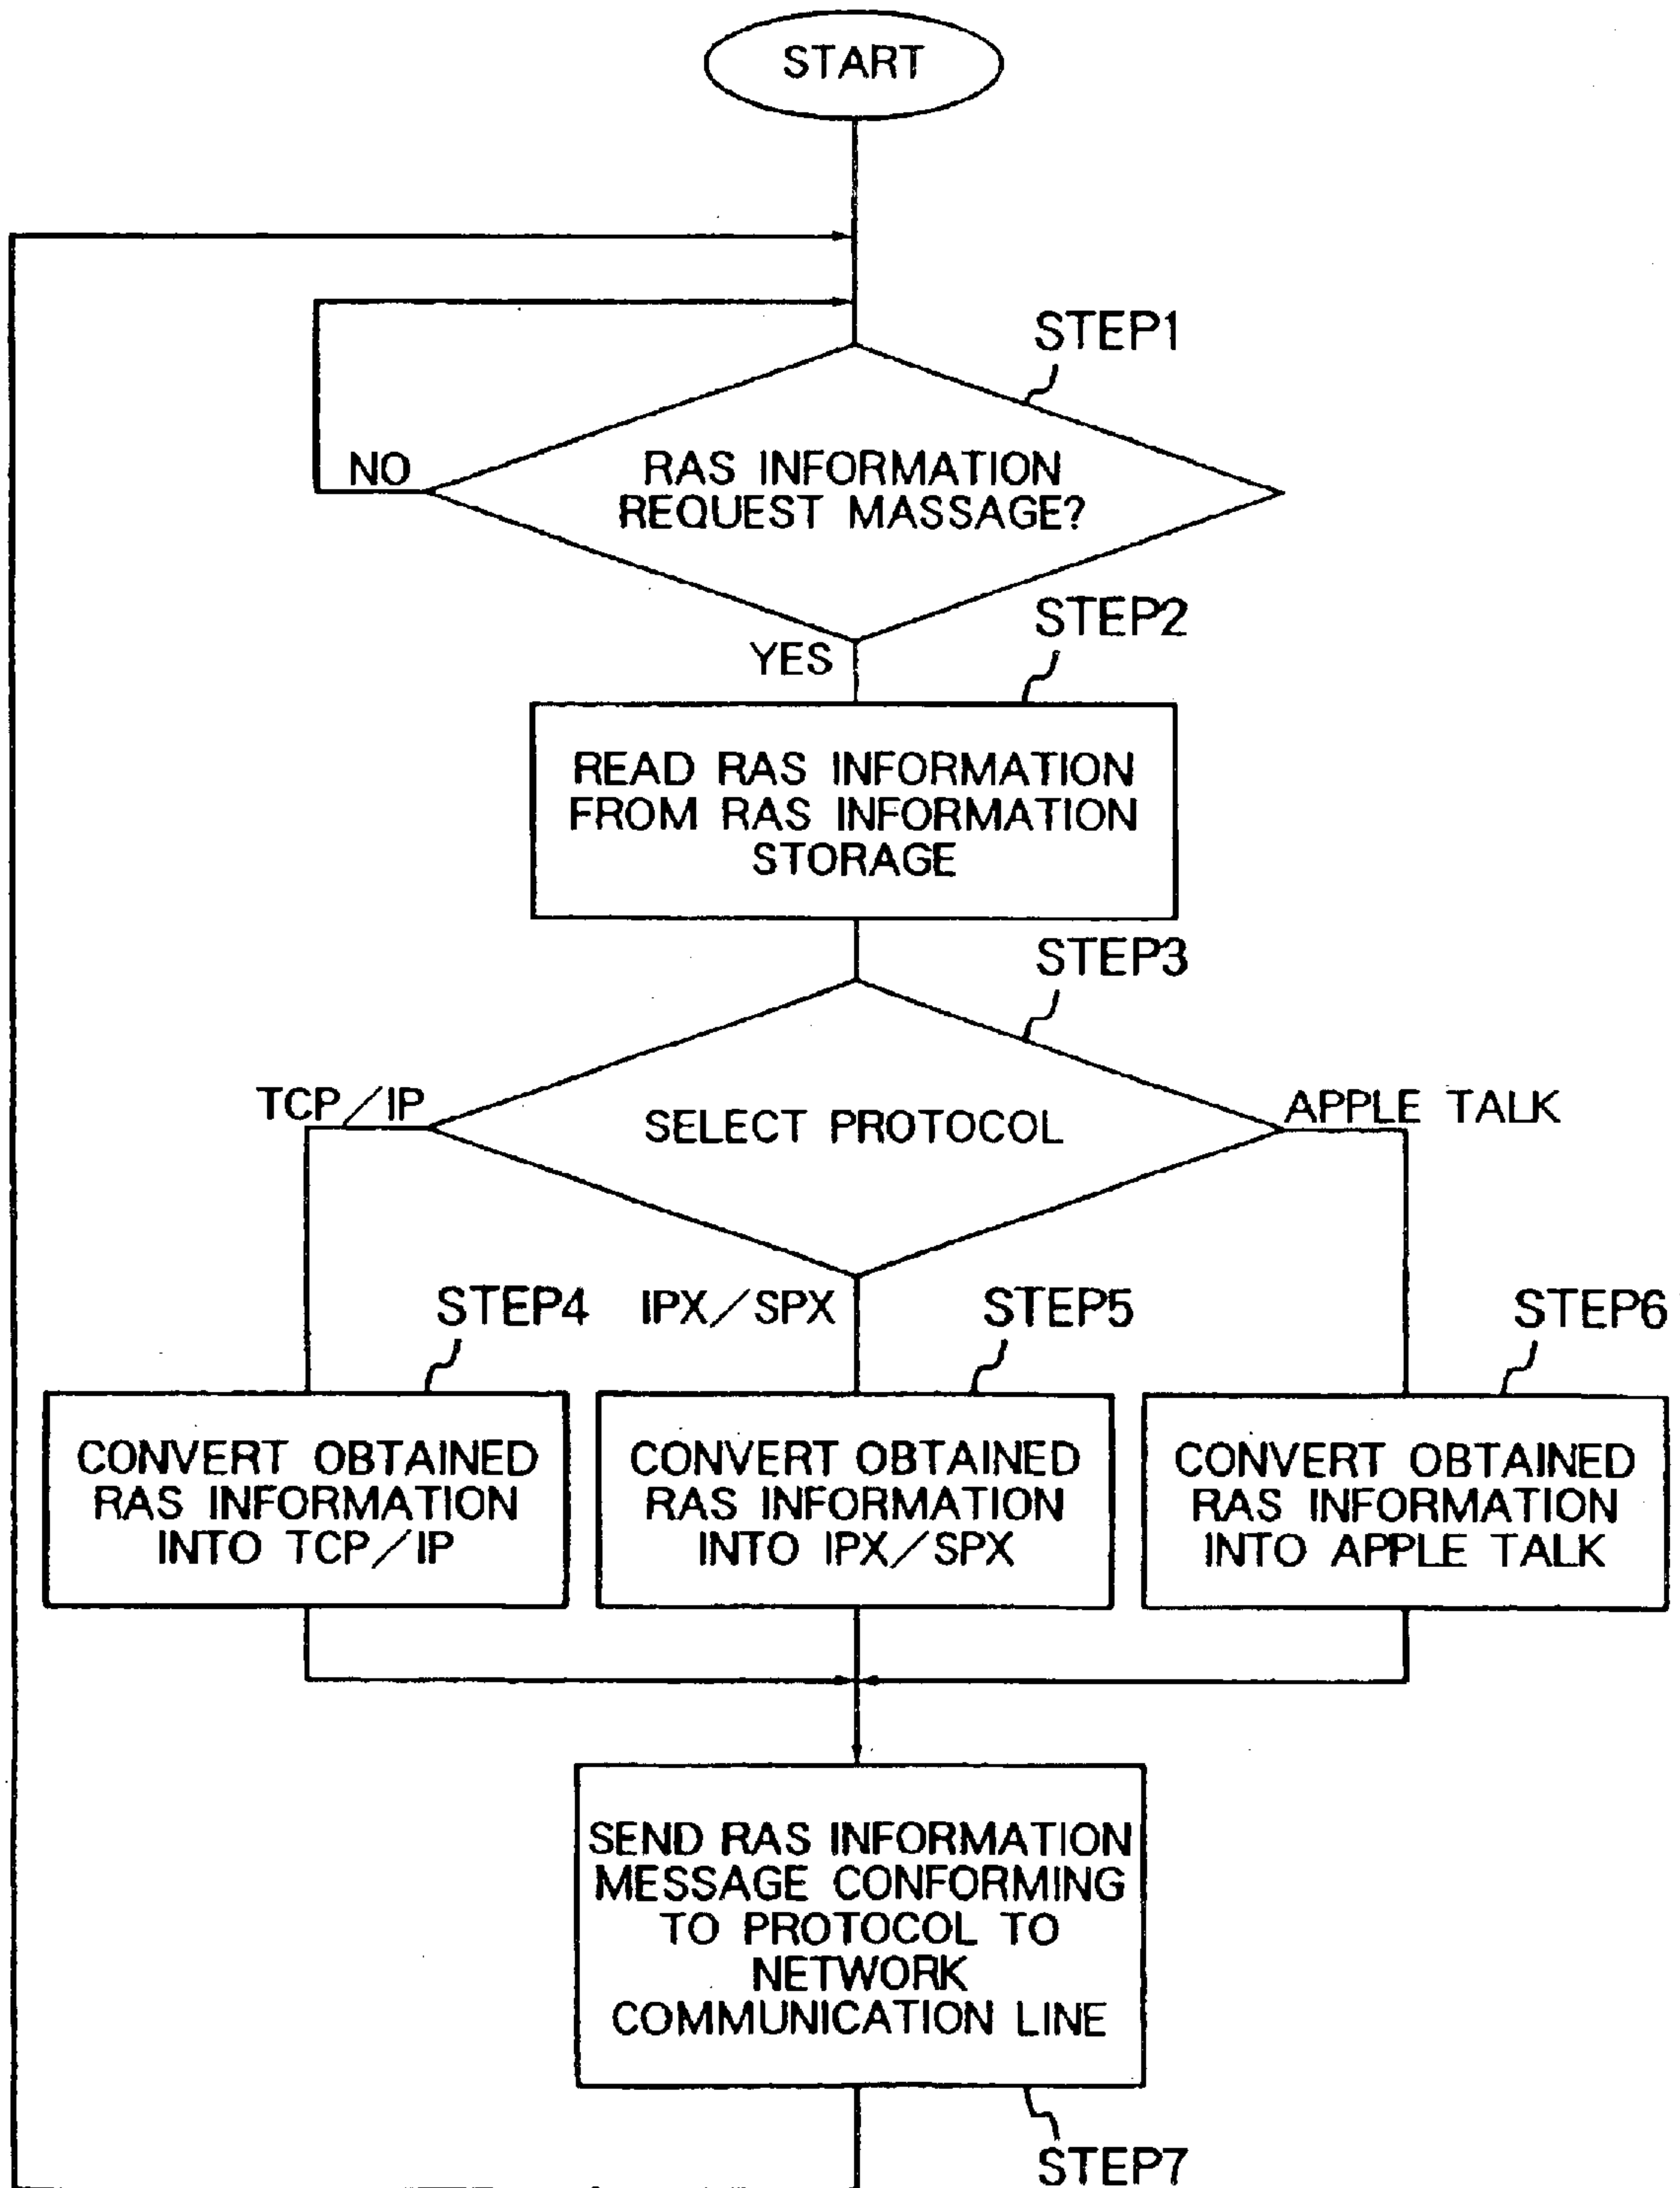 START
STEP1
NO
RAS INFORMATION
REQUEST MASSAGE?
STEP2
YES
READ RAS INFORMATION
FROM RAS INFORMATION
STORAGE
STEP3
TCP/IP
SELECT PROTOCOL
APPLE TALK
STEP4
IPX/SPX
STEP5
STEP6
CONVERT OBTAINED
RAS INFORMATION
INTO TCP/IP
CONVERT OBTAINED
RAS INFORMATION
INTO IPX/SPX
CONVERT OBTAINED
RAS INFORMATION
INTO APPLE TALK
SEND RAS INFORMATION
MESSAGE CONFORMING
TO PROTOCOL TO
NETWORK
COMMUNICATION LINE
STEP7